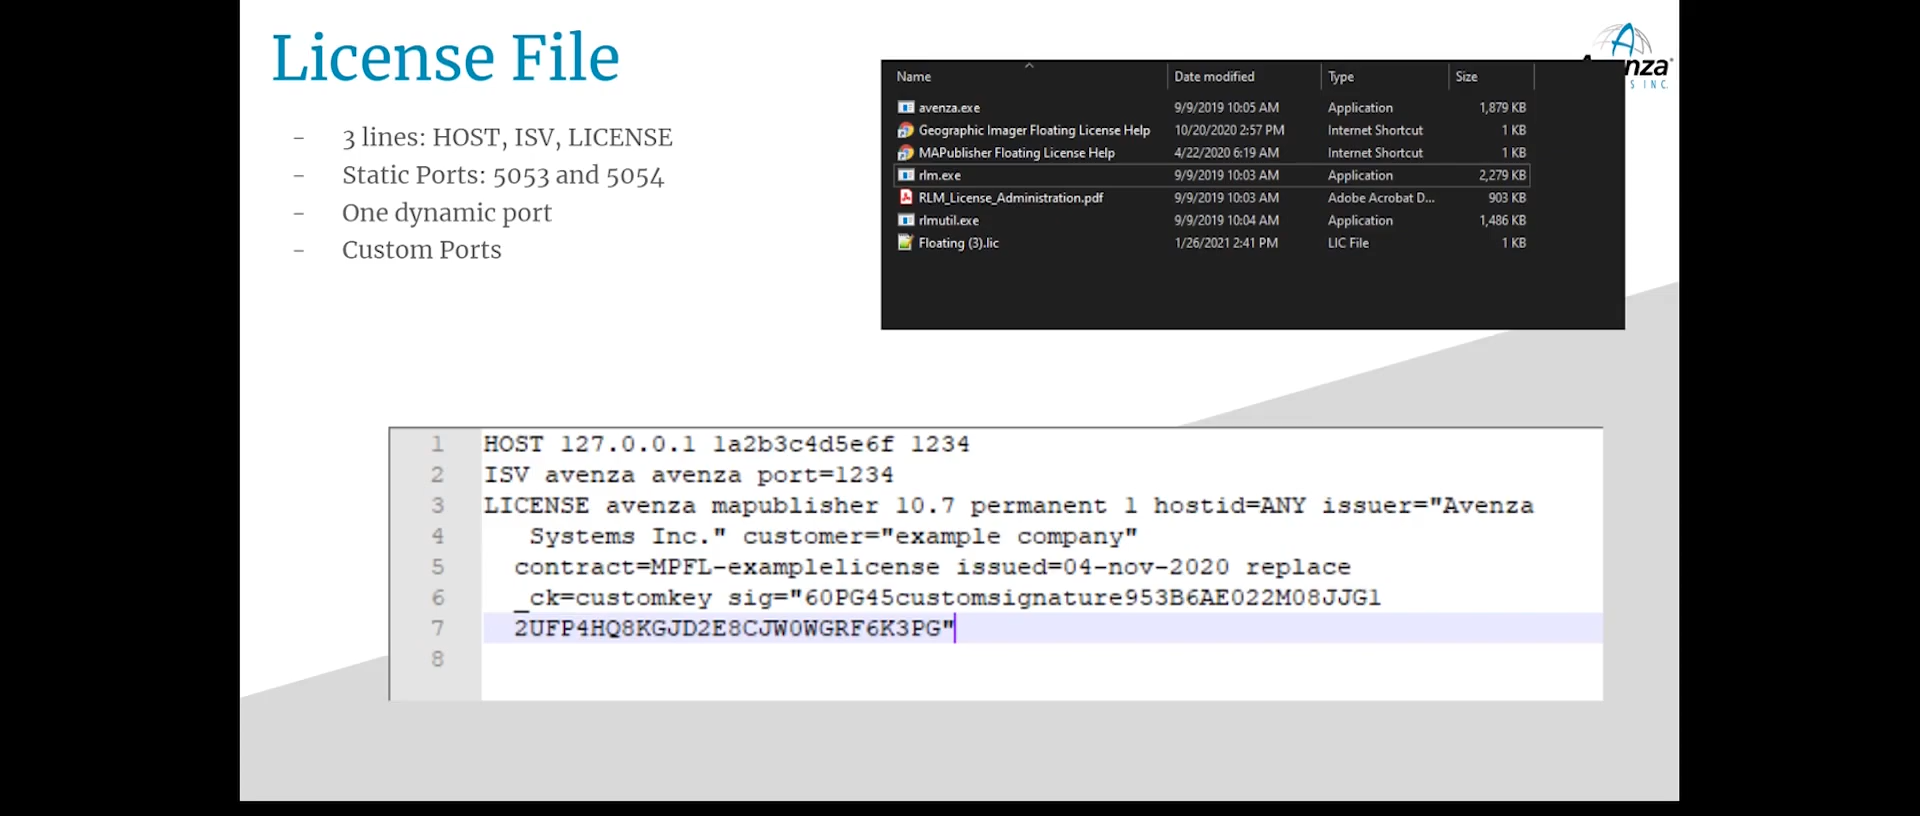 License File
- 3 lines: HOST, ISV, LICENSE
- Static Ports: 5053 and 5054
- One dynamic port
- Custom Ports
nza
S INC.
Name Date modified Type Size
avenza.exe 9/9/2019 10:05 AM Application 1,879 KB
Geographic Imager Floating License Help 10/20/2020 2:57 PM Internet Shortcut 1 KB
MAPublisher Floating License Help 4/22/2020 6:19 AM Internet Shortcut 1 KB
rlm.exe 9/9/2019 10:03 AM Application 2,279 KB
RLM_License_Administration.pdf 9/9/2019 10:03 AM Adobe Acrobat D... 903 KB
rlmutil.exe 9/9/2019 10:04 AM Application 1,486 KB
Floating (3).lic 1/26/2021 2:41 PM LIC File 1 KB
1 HOST 127.0.0.1 1a2b3c4d5e6f 1234
2 ISV avenza avenza port=1234
3 LICENSE avenza mapublisher 10.7 permanent 1 hostid=ANY issuer="Avenza
4 Systems Inc." customer="example company"
5 contract=MPFL-examplelicense issued=04-nov-2020 replace
6 _ck=customkey sig="60PG45customsignature953B6AE022M08JJG1
7 2UFP4HQ8KGJD2E8CJW0WGRF6K3PG"
8